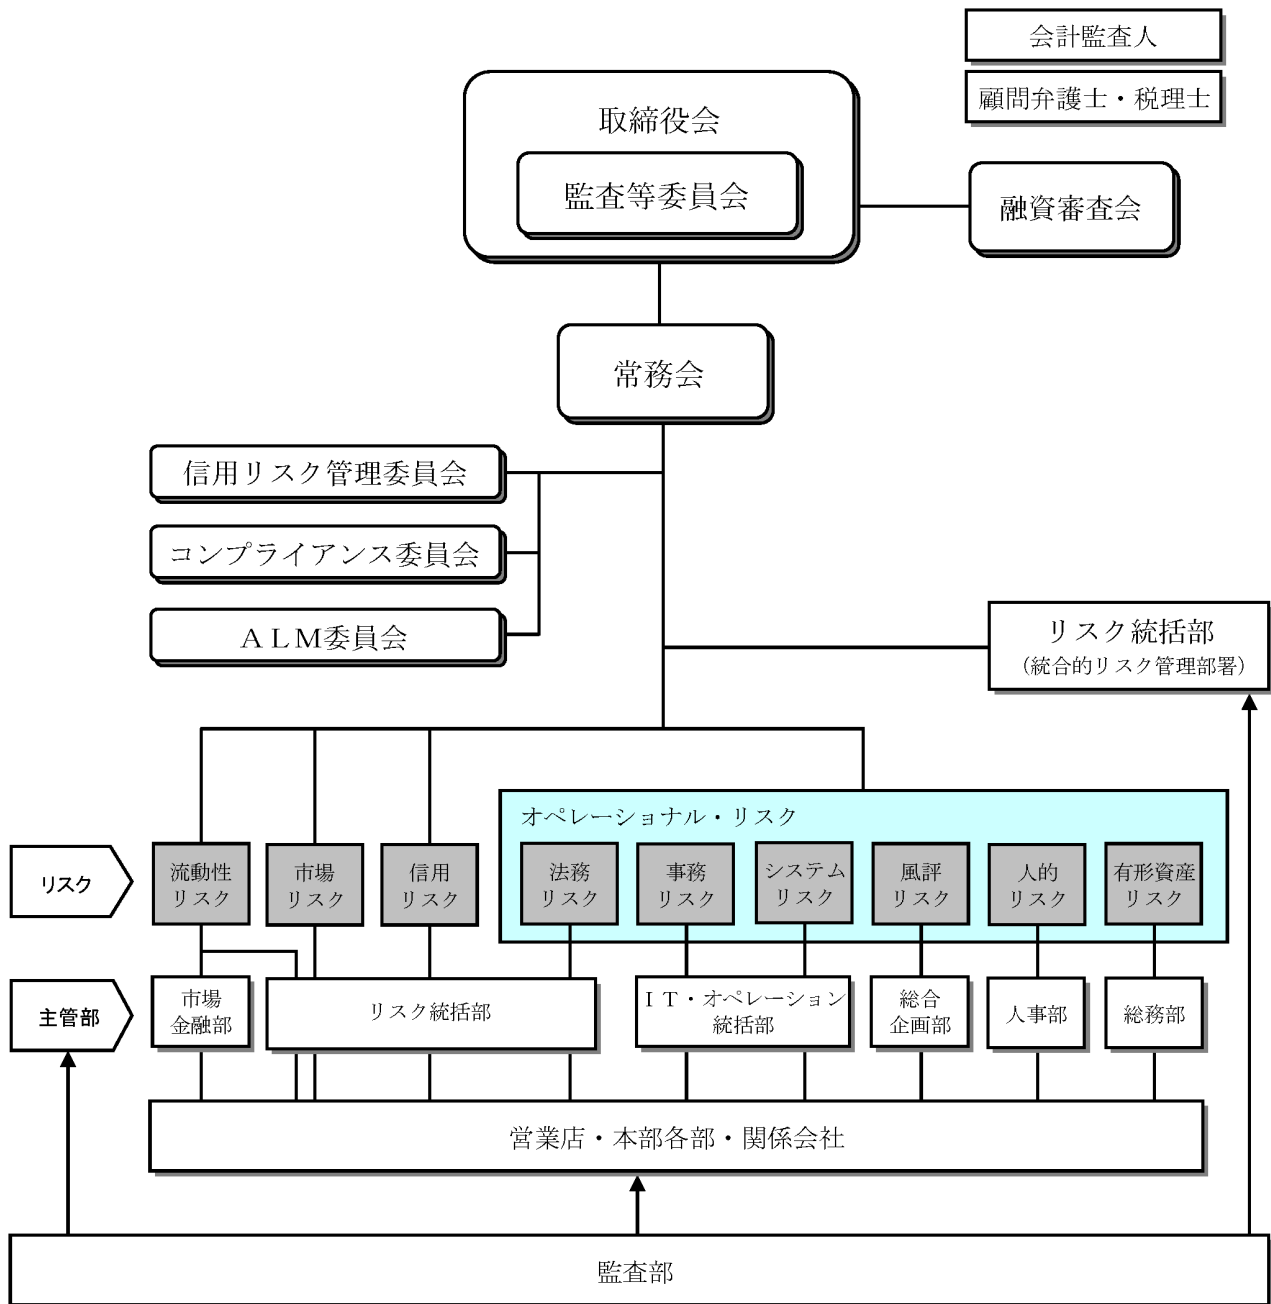 会計監査人
顧問弁護士・税理士
取締役会
監査等委員会
融資審査会
常務会
信用リスク管理委員会
コンプライアンス委員会
ＡＬＭ委員会
リスク統括部
（統合的リスク管理部署）
オペレーショナル・リスク
リスク
流動性
リスク
市場
リスク
信用
リスク
法務
リスク
事務
リスク
システム
リスク
風評
リスク
人的
リスク
有形資産
リスク
主管部
市場
金融部
リスク統括部
ＩＴ・オペレーション
統括部
総合
企画部
人事部
総務部
営業店・本部各部・関係会社
監査部